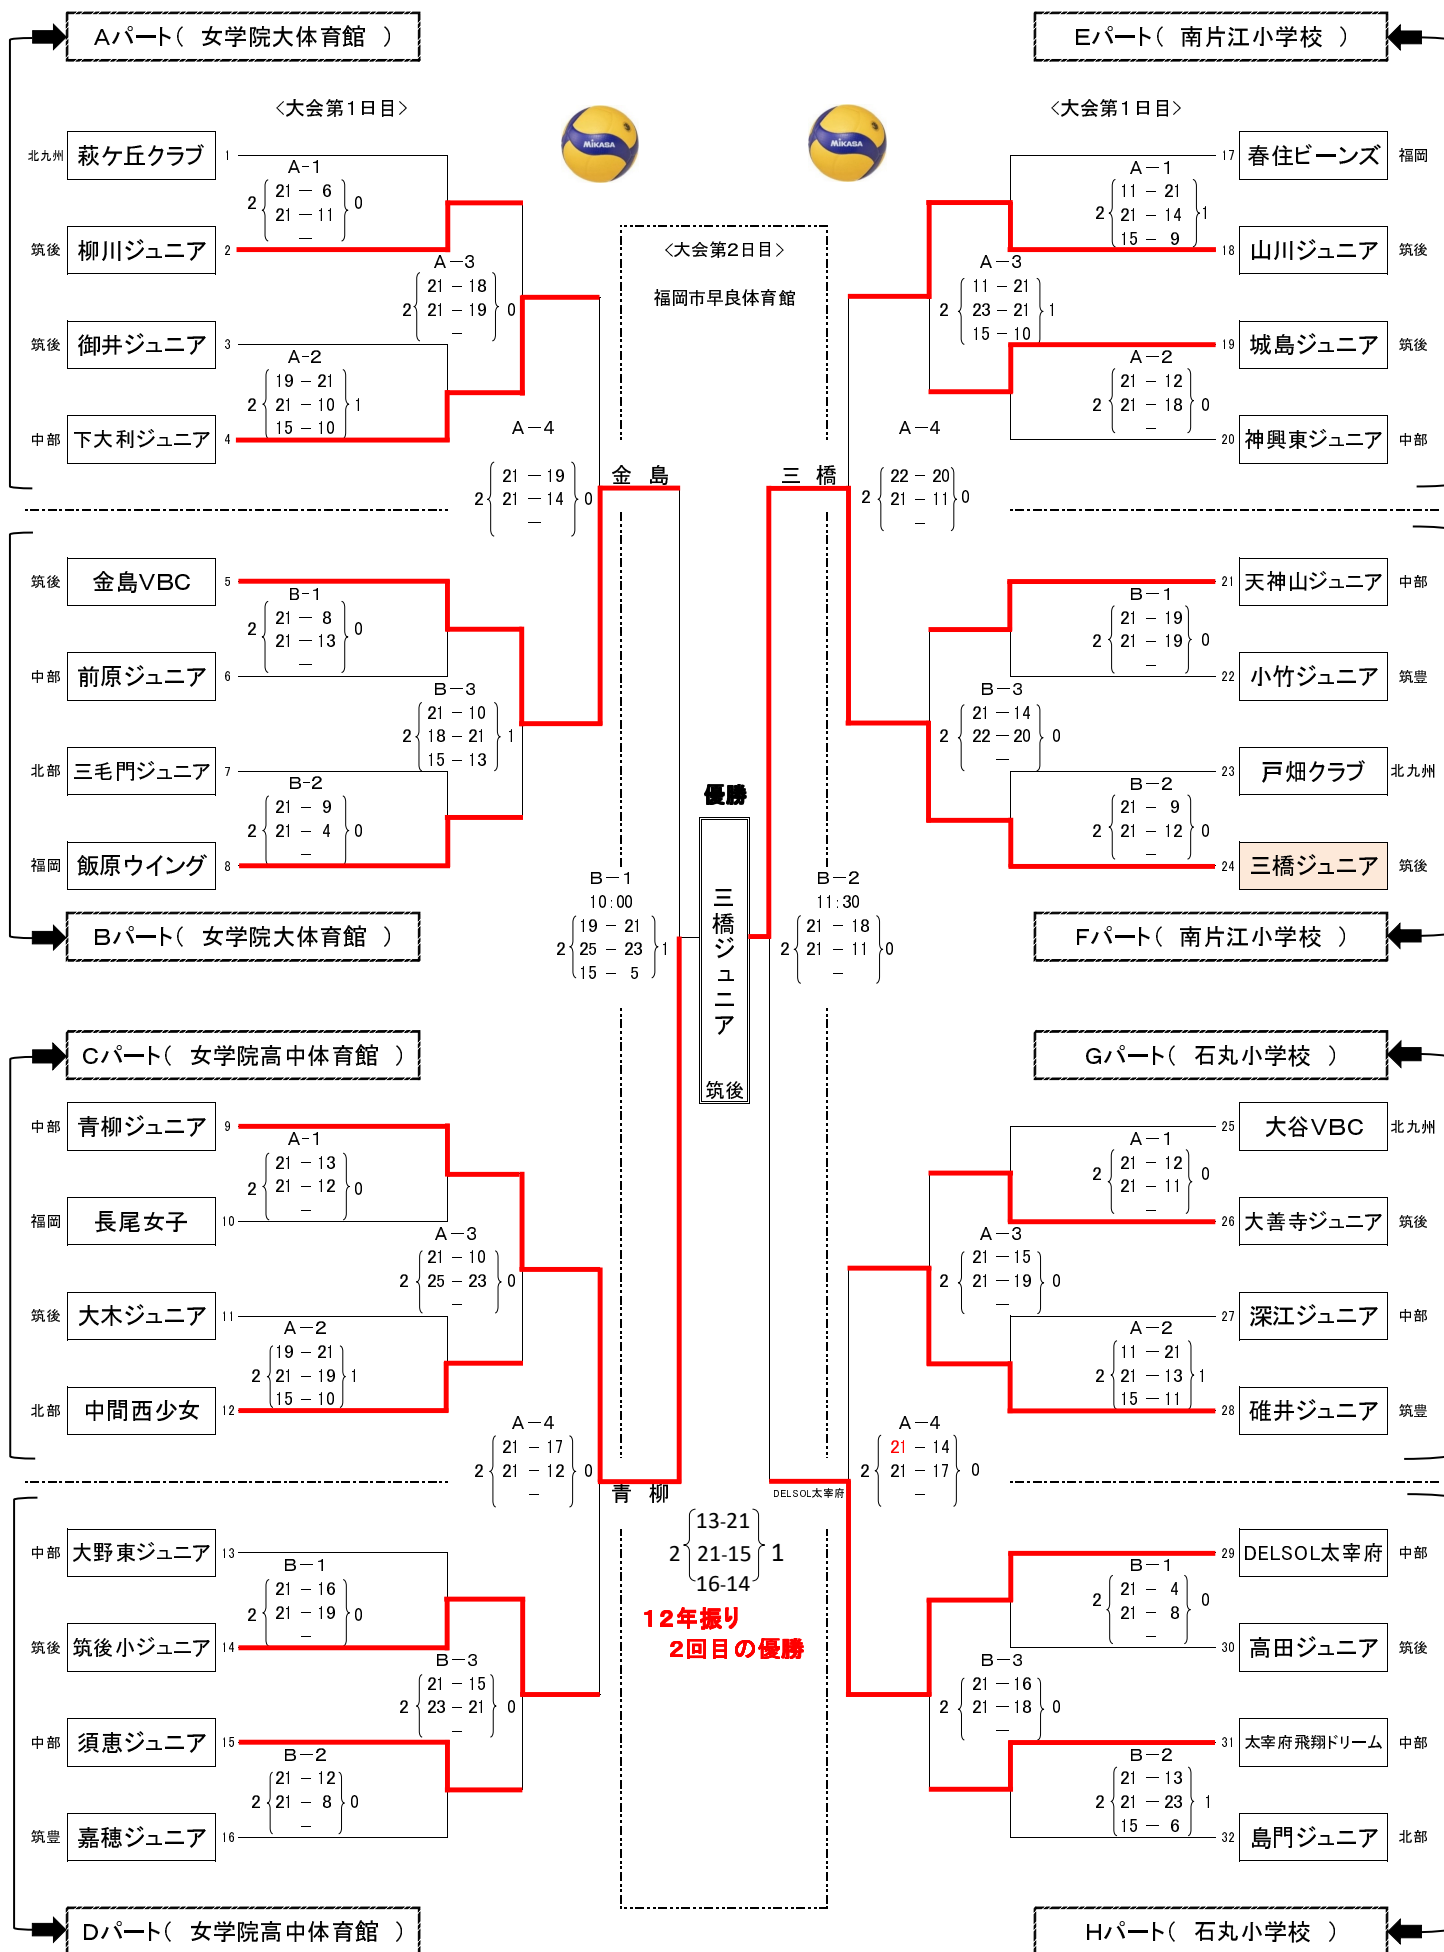 Aパート(　女学院大体育館　)
<大会第1日目>
北九州 萩ケ丘クラブ 1
A-1
21 － 6
2 21 － 11 0
－
筑後 柳川ジュニア 2
A－3
21 － 18
2 21 － 19 0
－
筑後 御井ジュニア 3
A-2
19 － 21
2 21 － 10 1
15 － 10
中部 下大利ジュニア 4
A－4
21 － 19
2 21 － 14 0
－
金 島
筑後 金島VBC 5
B-1
21 － 8
2 21 － 13 0
－
中部 前原ジュニア 6
B－3
21 － 10
2 18 － 21 1
15 － 13
北部 三毛門ジュニア 7
B-2
21 － 9
2 21 － 4 0
－
福岡 飯原ウイング 8
Bパート(　女学院大体育館　)
Cパート(　女学院高中体育館　)
中部 青柳ジュニア 9
A-1
21 － 13
2 21 － 12 0
－
福岡 長尾女子 10
A－3
21 － 10
2 25 － 23 0
－
筑後 大木ジュニア 11
A－2
19 － 21
2 21 － 19 1
15 － 10
北部 中間西少女 12
A－4
21 － 17
2 21 － 12 0
－
青 柳
中部 大野東ジュニア 13
B－1
21 － 16
2 21 － 19 0
－
筑後 筑後小ジュニア 14
B－3
21 － 15
2 23 － 21 0
－
中部 須恵ジュニア 15
B－2
21 － 12
2 21 － 8 0
－
筑豊 嘉穂ジュニア 16
Dパート(　女学院高中体育館　)
MIKASA
MIKASA
<大会第2日目>
福岡市早良体育館
B－1
10：00
19 － 21
2 25 － 23 1
15 － 5
優勝
三橋ジュニア
筑後
B－2
11：30
21 － 18
2 21 － 11 0
－
13-21
2 21-15 1
16-14
12年振り
2回目の優勝
Eパート(　南片江小学校　)
<大会第1日目>
17 春住ビーンズ 福岡
A－1
11 － 21
2 21 － 14 1
15 － 9
18 山川ジュニア 筑後
A－3
11 － 21
2 23 － 21 1
15 － 10
19 城島ジュニア 筑後
A－2
21 － 12
2 21 － 18 0
－
20 神興東ジュニア 中部
A－4
22 － 20
2 21 － 11 0
－
三 橋
21 天神山ジュニア 中部
B－1
21 － 19
2 21 － 19 0
－
22 小竹ジュニア 筑豊
B－3
21 － 14
2 22 － 20 0
－
23 戸畑クラブ 北九州
B－2
21 － 9
2 21 － 12 0
－
24 三橋ジュニア 筑後
Fパート(　南片江小学校　)
Gパート(　石丸小学校　)
25 大谷VBC 北九州
A－1
21 － 12
2 21 － 11 0
－
26 大善寺ジュニア 筑後
A－3
21 － 15
2 21 － 19 0
－
27 深江ジュニア 中部
A－2
11 － 21
2 21 － 13 1
15 － 11
28 碓井ジュニア 筑豊
A－4
21 － 14
2 21 － 17 0
－
DELSOL太宰府
29 DELSOL太宰府 中部
B－1
21 － 4
2 21 － 8 0
－
30 高田ジュニア 筑後
B－3
21 － 16
2 21 － 18 0
－
31 太宰府飛翔ドリーム 中部
B－2
21 － 13
2 21 － 23 1
15 － 6
32 島門ジュニア 北部
Hパート(　石丸小学校　)